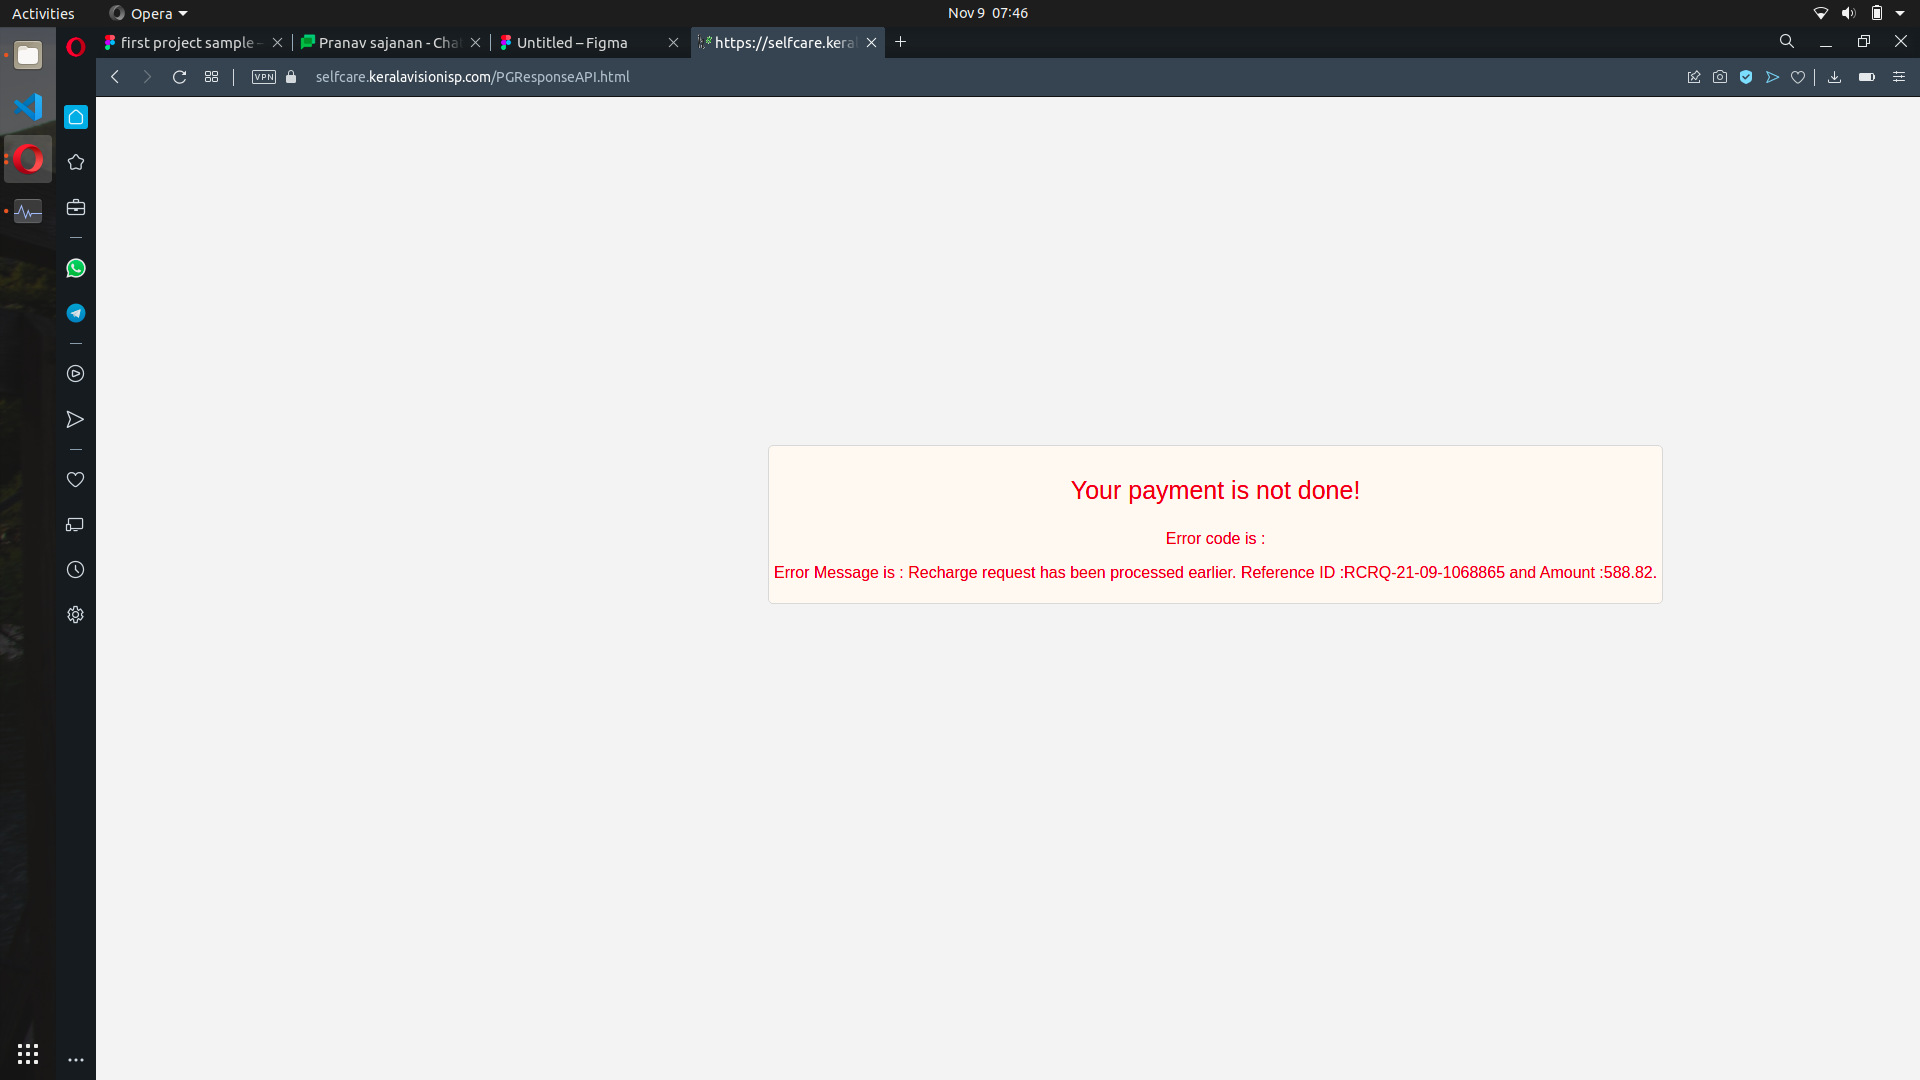 Activities
Opera
Nov 9 07:46
first project sample –
Pranav sajanan - Cha
Untitled – Figma
https://selfcare.keral
VPN
selfcare.keralavisionisp.com/PGResponseAPI.html
Your payment is not done!
Error code is :
Error Message is : Recharge request has been processed earlier. Reference ID :RCRQ-21-09-1068865 and Amount :588.82.